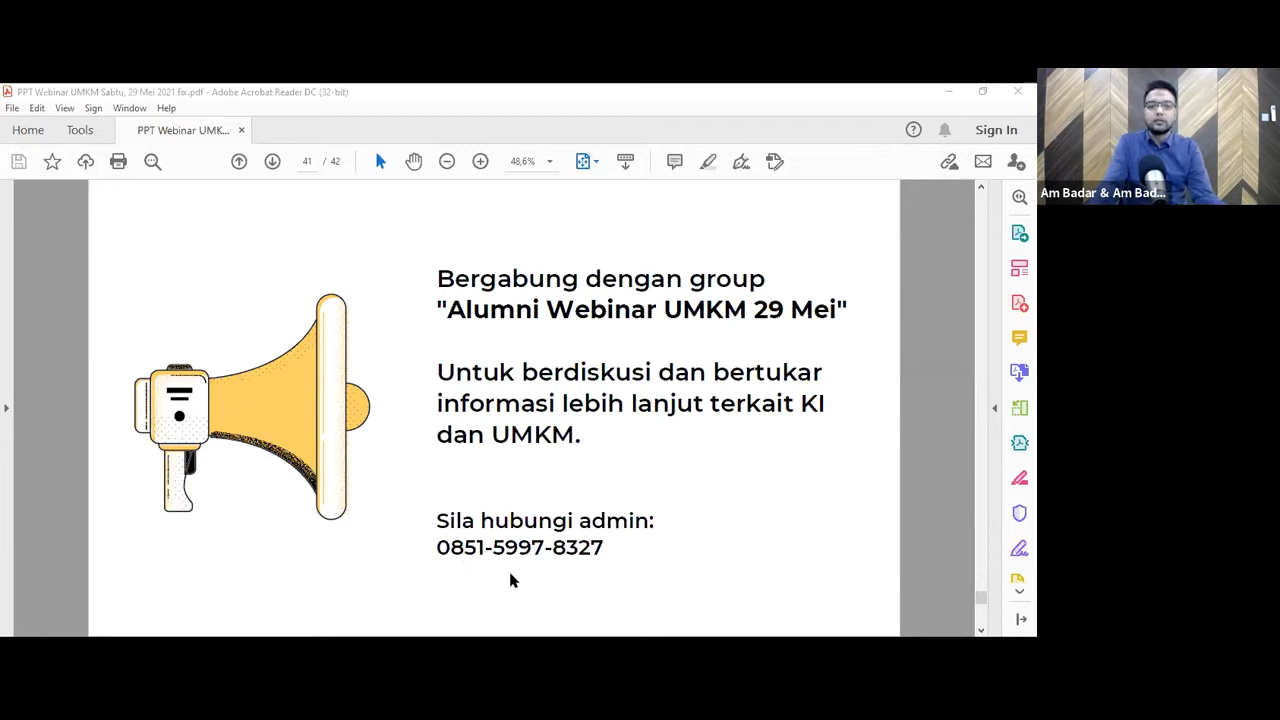 PPT Webinar UMKM Sabtu, 29 Mei 2021 fix.pdf - Adobe Acrobat Reader DC (32-bit)
File Edit View Sign Window Help
Home Tools PPT Webinar UMK... × Sign In
41 / 42 48,6%
Am Badar & Am Bad...
Bergabung dengan group
"Alumni Webinar UMKM 29 Mei"
Untuk berdiskusi dan bertukar
informasi lebih lanjut terkait KI
dan UMKM.
Sila hubungi admin:
0851-5997-8327